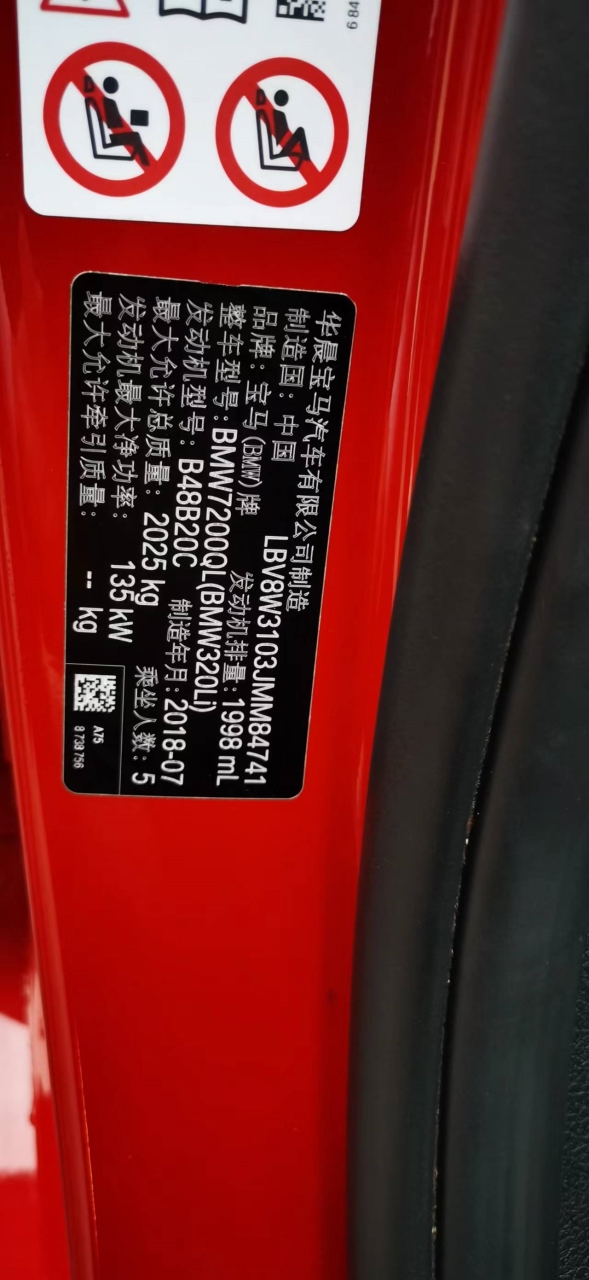 684
华晨宝马汽车有限公司制造
制造国：中国 LBV8W3103JMM84741
品牌：宝马(BMW)牌 发动机排量：1998 mL
整车型号：BMW7200QL(BMW320Li)
发动机型号：B48B20C 制造年月：2018-07
最大允许总质量：2025 kg 乘坐人数：5
发动机最大净功率：135 kW
最大允许牵引质量：-- kg
A75
8 738 756